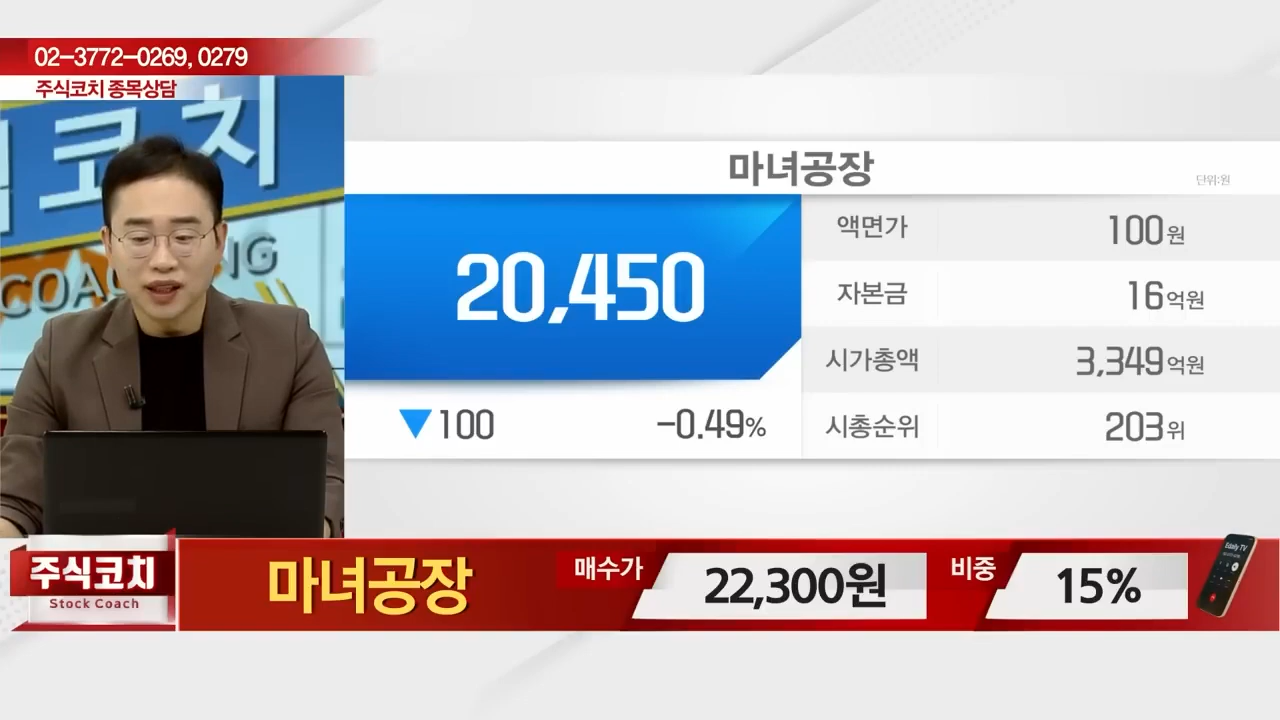 02-3772-0269, 0279
주식코치 종목상담
코치
COAC NG
마녀공장
단위:원
20,450
▼100 -0.49%
액면가 100원
자본금 16억원
시가총액 3,349억원
시총순위 203위
주식코치
Stock Coach
마녀공장
매수가 22,300원
비중 15%
Edaily TV